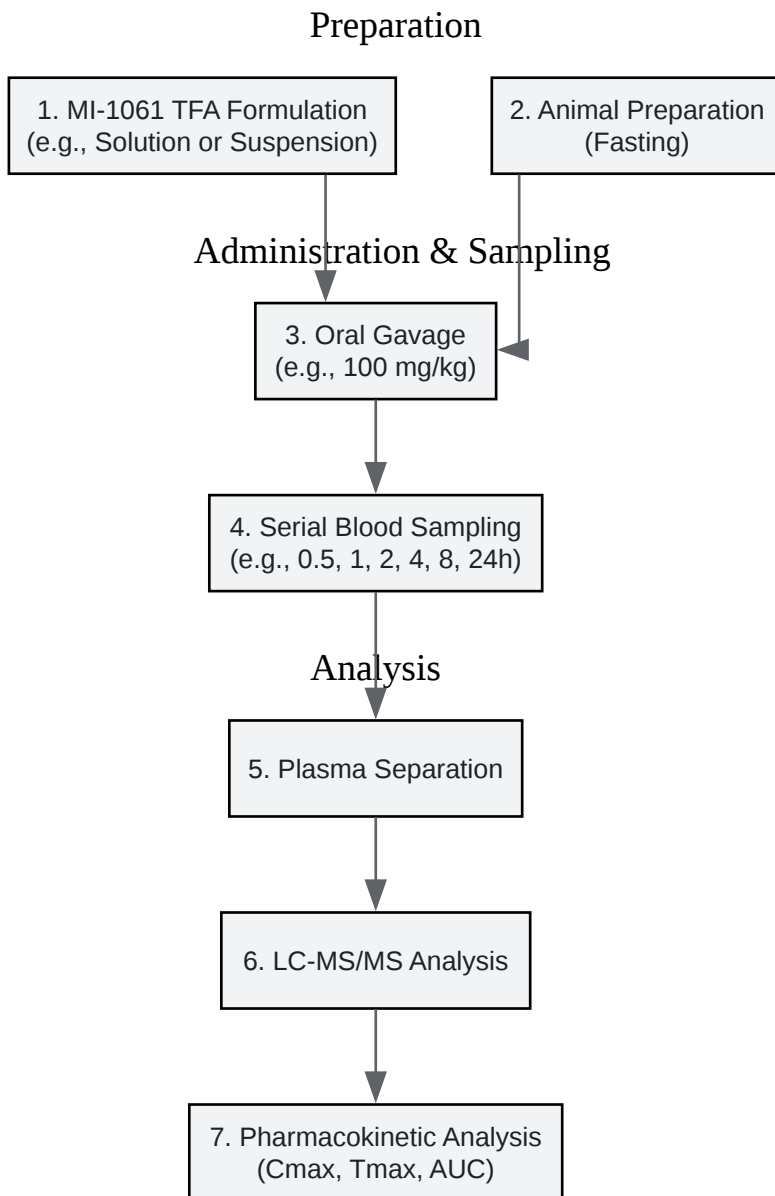 Preparation
1. MI-1061 TFA Formulation
(e.g., Solution or Suspension)
2. Animal Preparation
(Fasting)
Administration & Sampling
3. Oral Gavage
(e.g., 100 mg/kg)
4. Serial Blood Sampling
(e.g., 0.5, 1, 2, 4, 8, 24h)
Analysis
5. Plasma Separation
6. LC-MS/MS Analysis
7. Pharmacokinetic Analysis
(Cmax, Tmax, AUC)